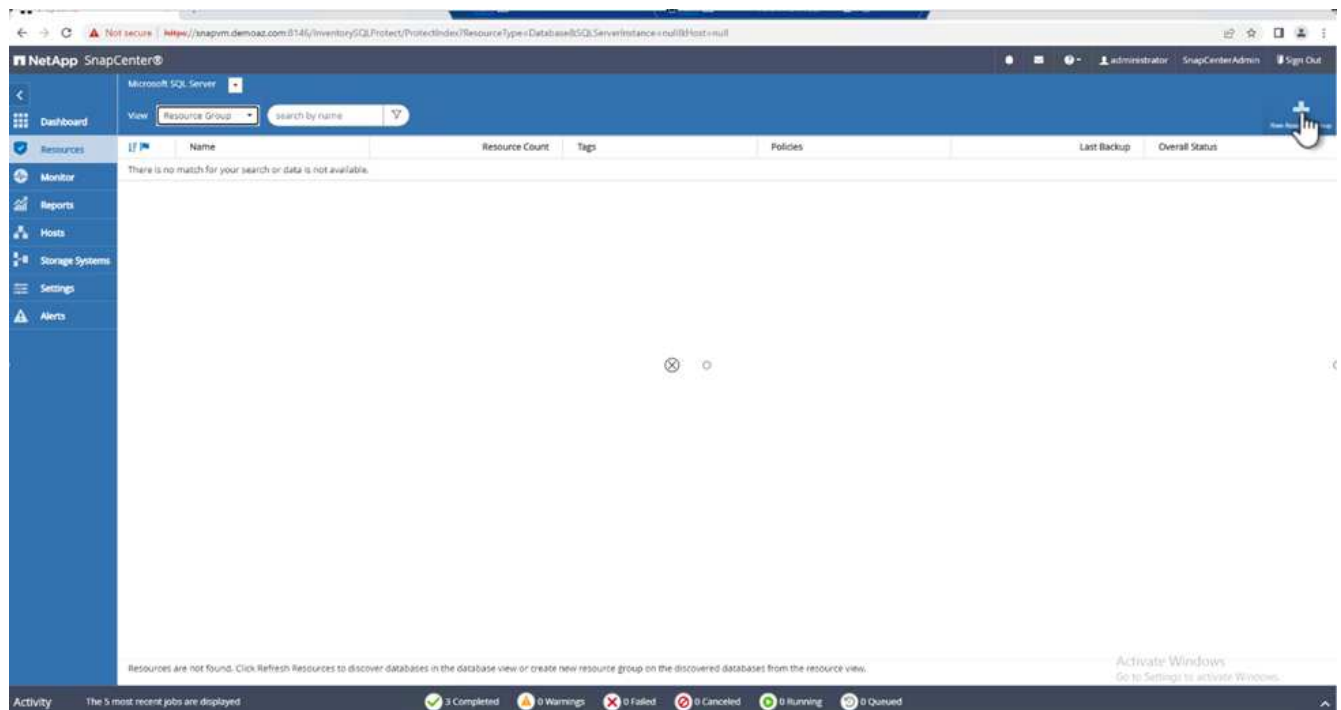 Not secure | https://snapvm.demoaz.com:8146/InventorySQLProtect/ProtectIndex?ResourceType=Database&SQLServerInstance=null&Host=null
NetApp SnapCenter®
administrator SnapCenterAdmin Sign Out
Microsoft SQL Server
View Resource Group search by name
Dashboard
Resources
Name Resource Count Tags Policies Last Backup Overall Status
There is no match for your search or data is not available.
Monitor
Reports
Hosts
Storage Systems
Settings
Alerts
Resources are not found. Click Refresh Resources to discover databases in the database view or create new resource group on the discovered databases from the resource view.
Activate Windows
Go to Settings to activate Windows.
Activity The 5 most recent jobs are displayed 3 Completed 0 Warnings 0 Failed 0 Canceled 0 Running 0 Queued